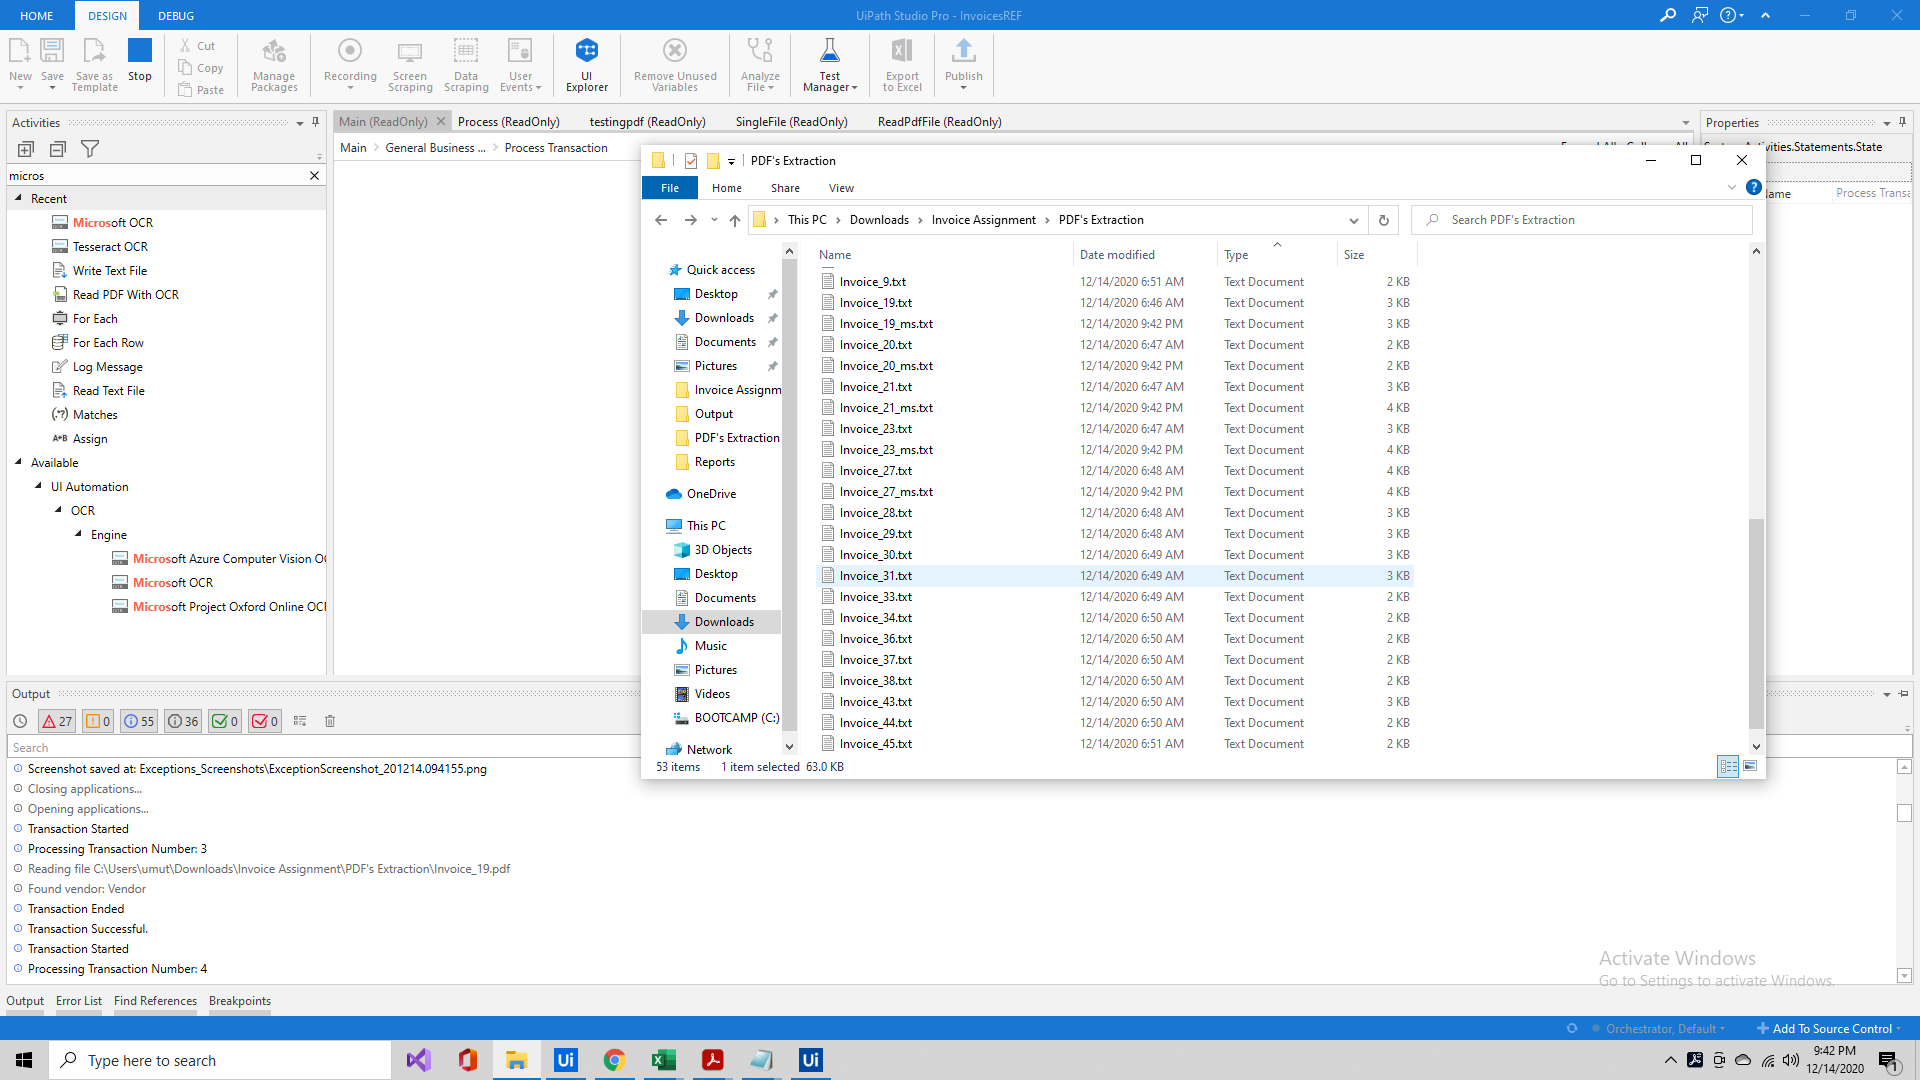 HOME DESIGN DEBUG
UiPath Studio Pro - InvoicesREF
New Save Save as Template Stop
Cut
Copy
Paste
Manage Packages Recording Screen Scraping Data Scraping User Events UI Explorer Remove Unused Variables Analyze File Test Manager Export to Excel Publish
Activities
micros
Recent
Microsoft OCR
Tesseract OCR
Write Text File
Read PDF With OCR
For Each
For Each Row
Log Message
Read Text File
Matches
Assign
Available
UI Automation
OCR
Engine
Microsoft Azure Computer Vision O
Microsoft OCR
Microsoft Project Oxford Online OCR
Main (ReadOnly) Process (ReadOnly) testingpdf (ReadOnly) SingleFile (ReadOnly) ReadPdfFile (ReadOnly)
Main General Business ... Process Transaction
Properties
ivities.Statements.State
Name Process Transa
PDF's Extraction
File Home Share View
This PC Downloads Invoice Assignment PDF's Extraction
Search PDF's Extraction
Quick access
Desktop
Downloads
Documents
Pictures
Invoice Assignm
Output
PDF's Extraction
Reports
OneDrive
This PC
3D Objects
Desktop
Documents
Downloads
Music
Pictures
Videos
BOOTCAMP (C:)
Network
Name Date modified Type Size
Invoice_9.txt 12/14/2020 6:51 AM Text Document 2 KB
Invoice_19.txt 12/14/2020 6:46 AM Text Document 3 KB
Invoice_19_ms.txt 12/14/2020 9:42 PM Text Document 3 KB
Invoice_20.txt 12/14/2020 6:47 AM Text Document 2 KB
Invoice_20_ms.txt 12/14/2020 9:42 PM Text Document 2 KB
Invoice_21.txt 12/14/2020 6:47 AM Text Document 3 KB
Invoice_21_ms.txt 12/14/2020 9:42 PM Text Document 4 KB
Invoice_23.txt 12/14/2020 6:47 AM Text Document 3 KB
Invoice_23_ms.txt 12/14/2020 9:42 PM Text Document 4 KB
Invoice_27.txt 12/14/2020 6:48 AM Text Document 4 KB
Invoice_27_ms.txt 12/14/2020 9:42 PM Text Document 4 KB
Invoice_28.txt 12/14/2020 6:48 AM Text Document 3 KB
Invoice_29.txt 12/14/2020 6:48 AM Text Document 3 KB
Invoice_30.txt 12/14/2020 6:49 AM Text Document 3 KB
Invoice_31.txt 12/14/2020 6:49 AM Text Document 3 KB
Invoice_33.txt 12/14/2020 6:49 AM Text Document 2 KB
Invoice_34.txt 12/14/2020 6:50 AM Text Document 2 KB
Invoice_36.txt 12/14/2020 6:50 AM Text Document 2 KB
Invoice_37.txt 12/14/2020 6:50 AM Text Document 2 KB
Invoice_38.txt 12/14/2020 6:50 AM Text Document 2 KB
Invoice_43.txt 12/14/2020 6:50 AM Text Document 3 KB
Invoice_44.txt 12/14/2020 6:50 AM Text Document 2 KB
Invoice_45.txt 12/14/2020 6:51 AM Text Document 2 KB
53 items 1 item selected 63.0 KB
Output
27 0 55 36 0 0
Search
Screenshot saved at: Exceptions_Screenshots\ExceptionScreenshot_201214.094155.png
Closing applications...
Opening applications...
Transaction Started
Processing Transaction Number: 3
Reading file C:\Users\umut\Downloads\Invoice Assignment\PDF's Extraction\Invoice_19.pdf
Found vendor: Vendor
Transaction Ended
Transaction Successful.
Transaction Started
Processing Transaction Number: 4
Activate Windows
Go to Settings to activate Windows.
Output Error List Find References Breakpoints
Orchestrator, Default Add To Source Control
Type here to search
9:42 PM
12/14/2020
1